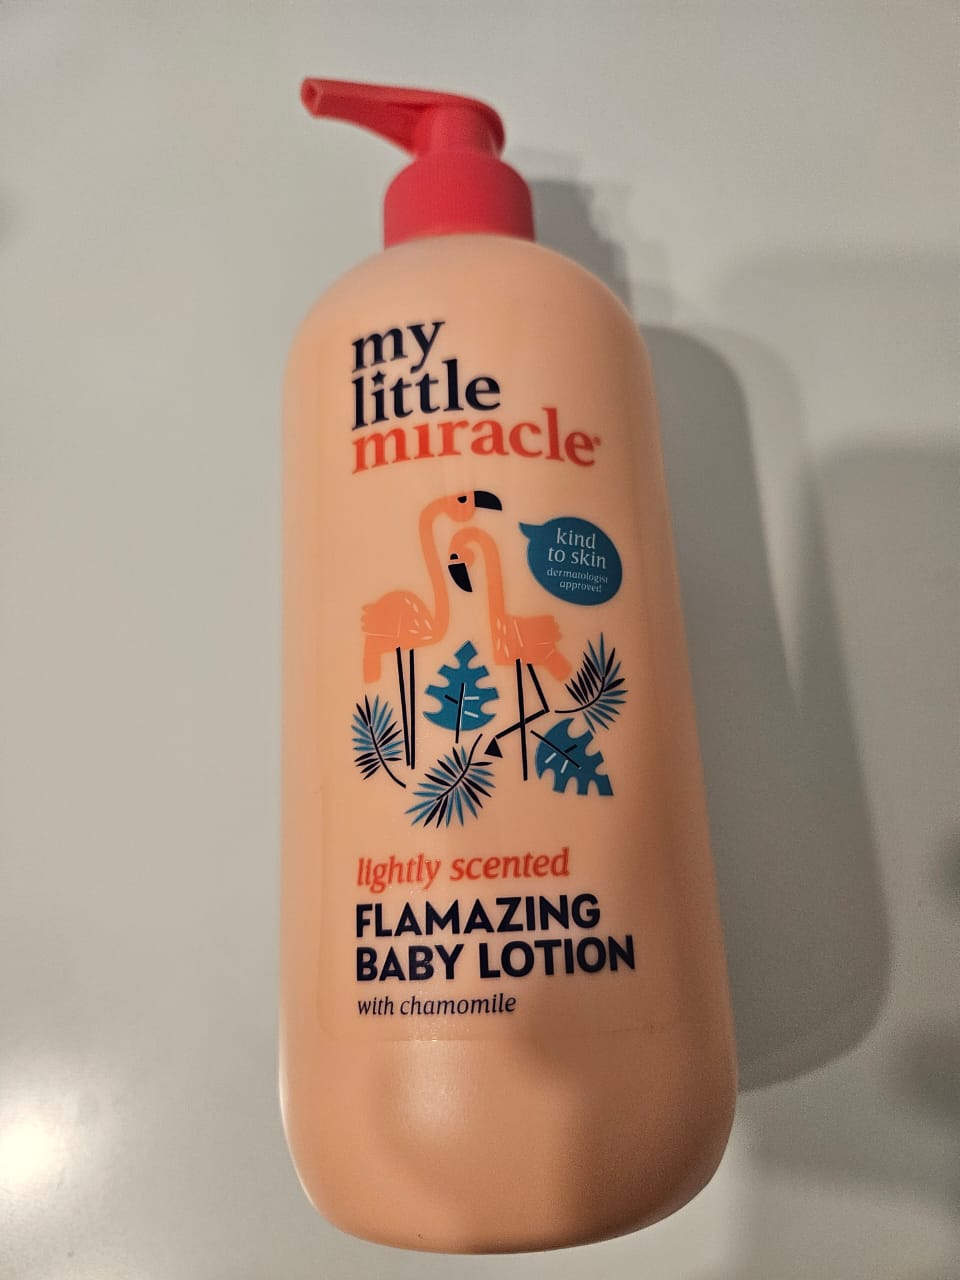 my
little
miracle®
kind
to skin
dermatologist
approved
lightly scented
FLAMAZING
BABY LOTION
with chamomile